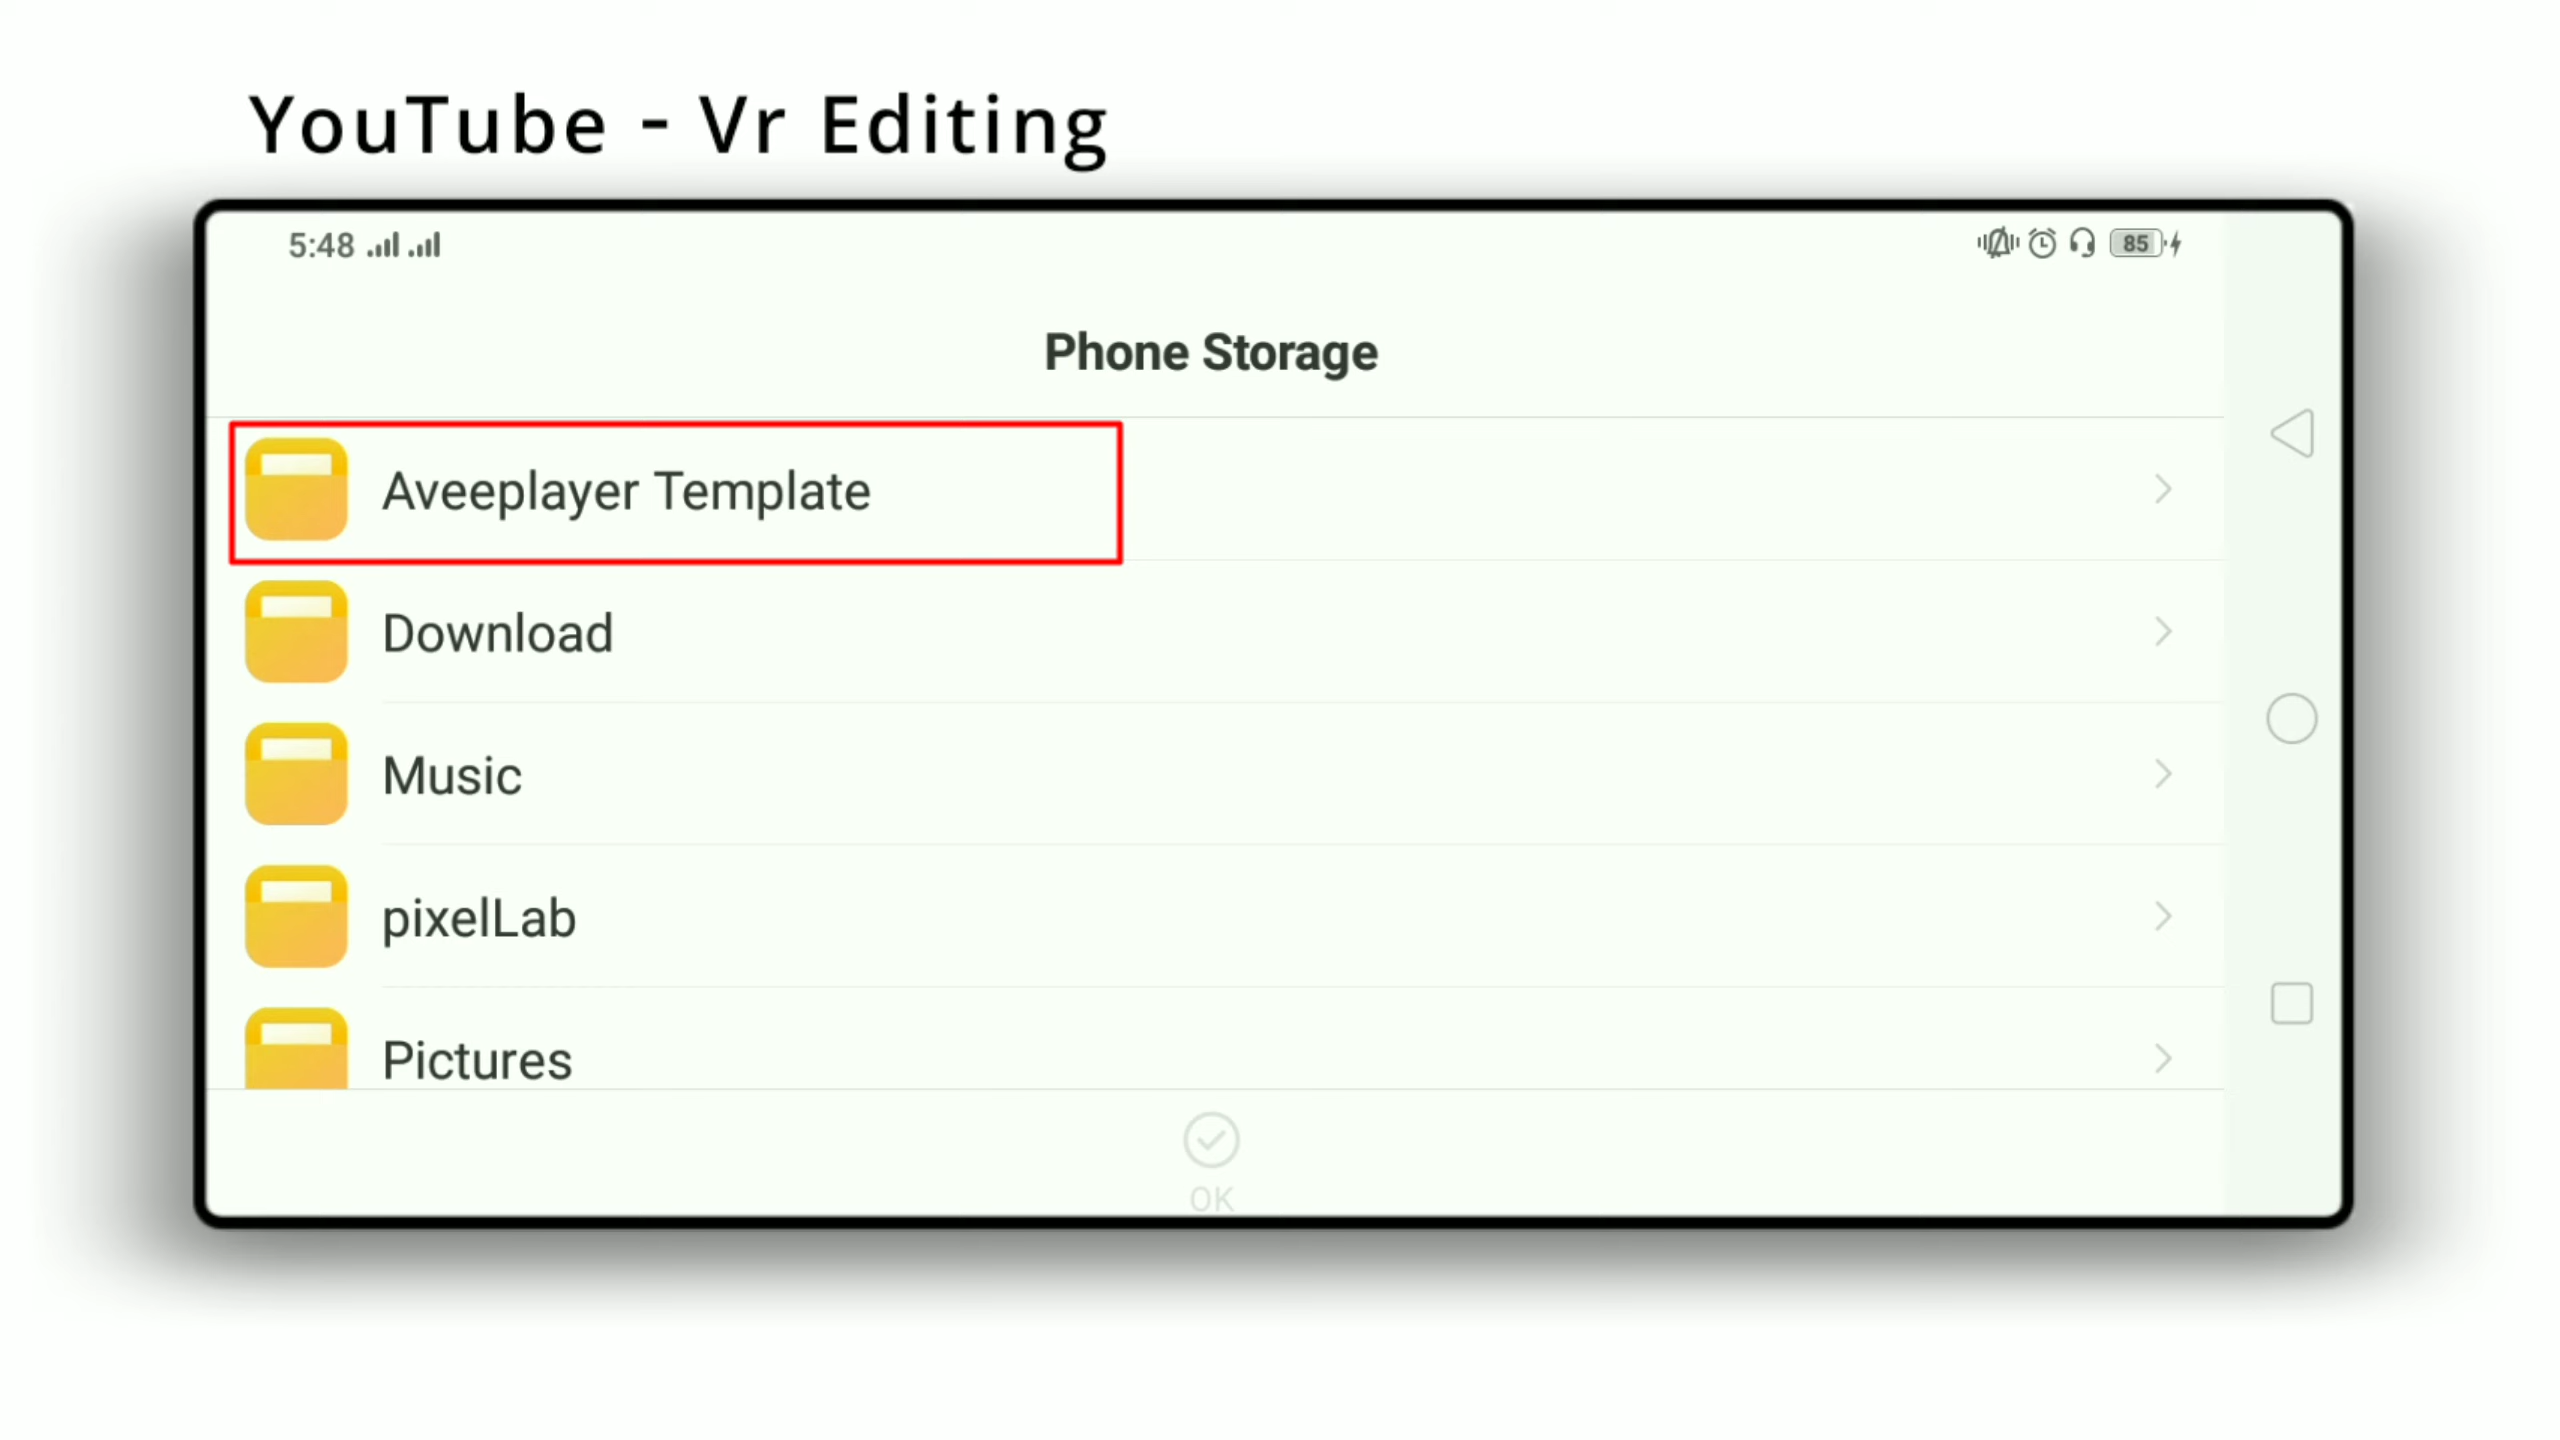 YouTube - Vr Editing
5:48
85
Phone Storage
Aveeplayer Template
Download
Music
pixelLab
Pictures
OK